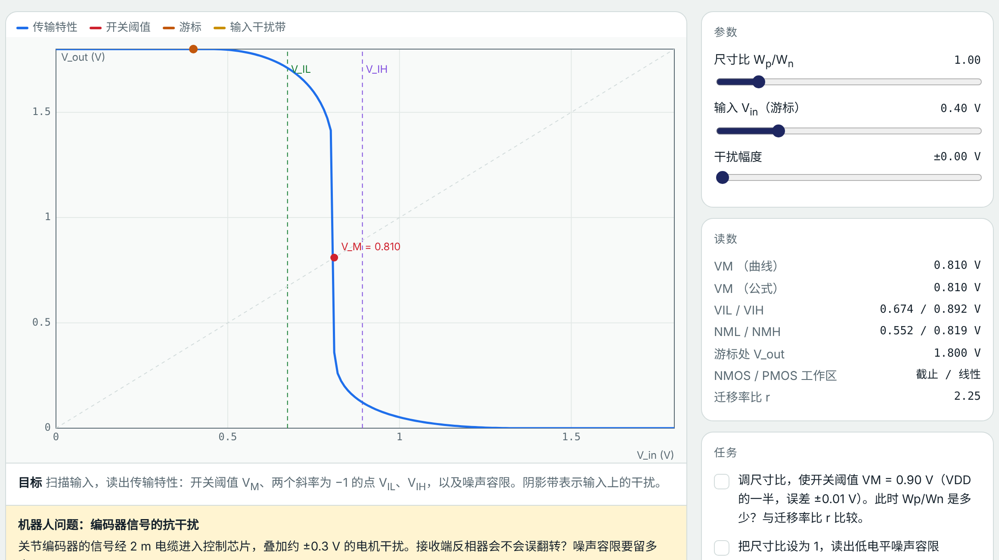 传输特性 开关阈值 游标 输入干扰带
V_out (V)
V_IL
V_IH
1.5
1
V_M = 0.810
0.5
0
0 0.5 1 1.5
V_in (V)
目标 扫描输入，读出传输特性：开关阈值 VM、两个斜率为 −1 的点 VIL、VIH，以及噪声容限。阴影带表示输入上的干扰。
机器人问题：编码器信号的抗干扰
关节编码器的信号经 2 m 电缆进入控制芯片，叠加约 ±0.3 V 的电机干扰。接收端反相器会不会误翻转？噪声容限要留多
参数
尺寸比 Wp/Wn 1.00
输入 Vin（游标） 0.40 V
干扰幅度 ±0.00 V
读数
VM （曲线） 0.810 V
VM （公式） 0.810 V
VIL / VIH 0.674 / 0.892 V
NML / NMH 0.552 / 0.819 V
游标处 V_out 1.800 V
NMOS / PMOS 工作区 截止 / 线性
迁移率比 r 2.25
任务
调尺寸比，使开关阈值 VM = 0.90 V（VDD
的一半，误差 ±0.01 V）。此时 Wp/Wn 是多
少？与迁移率比 r 比较。
把尺寸比设为 1，读出低电平噪声容限